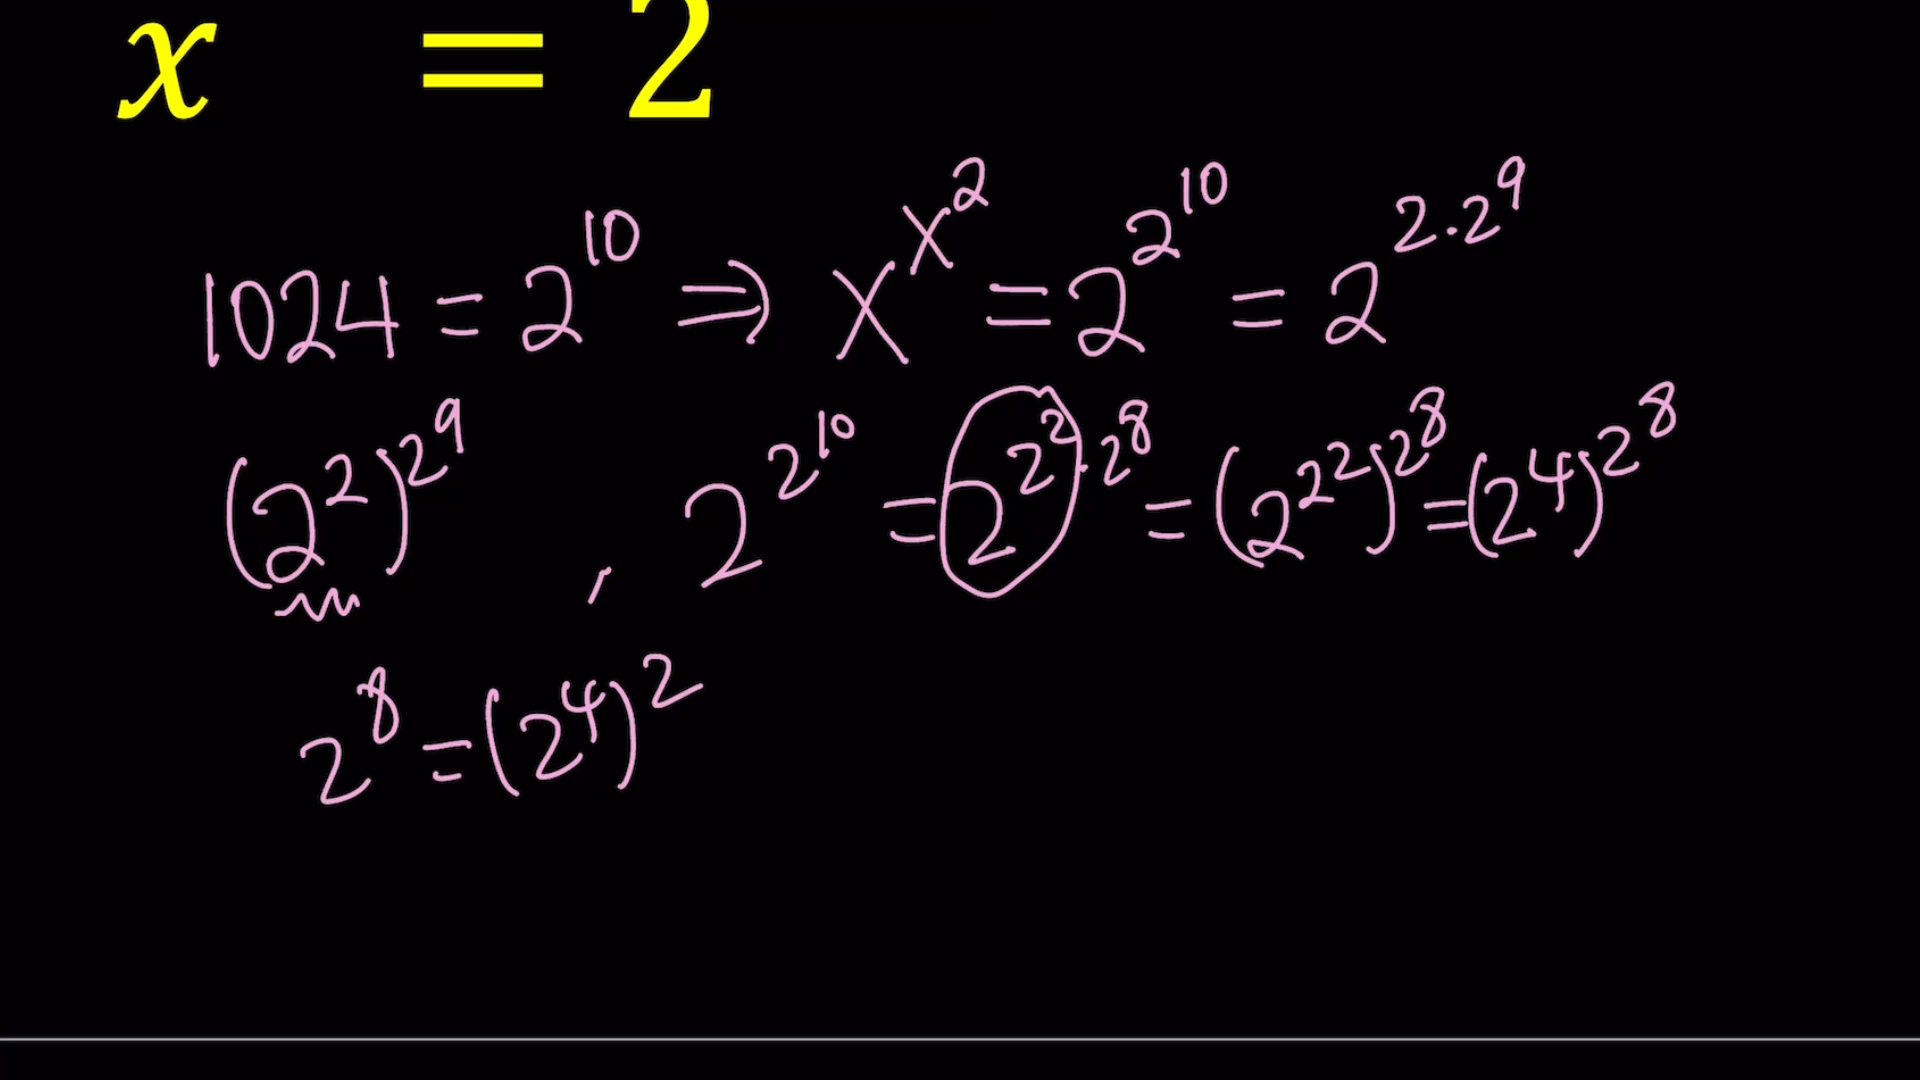 x = 2
1024 = 2^10 ⇒ x^x^2 = 2^2^10 = 2^2·2^9
(2^2)^2^9 , 2^2^10 = 2^2^2·2^8 = (2^2^2)^2^8 = (2^4)^2^8
2^8 = (2^4)^2